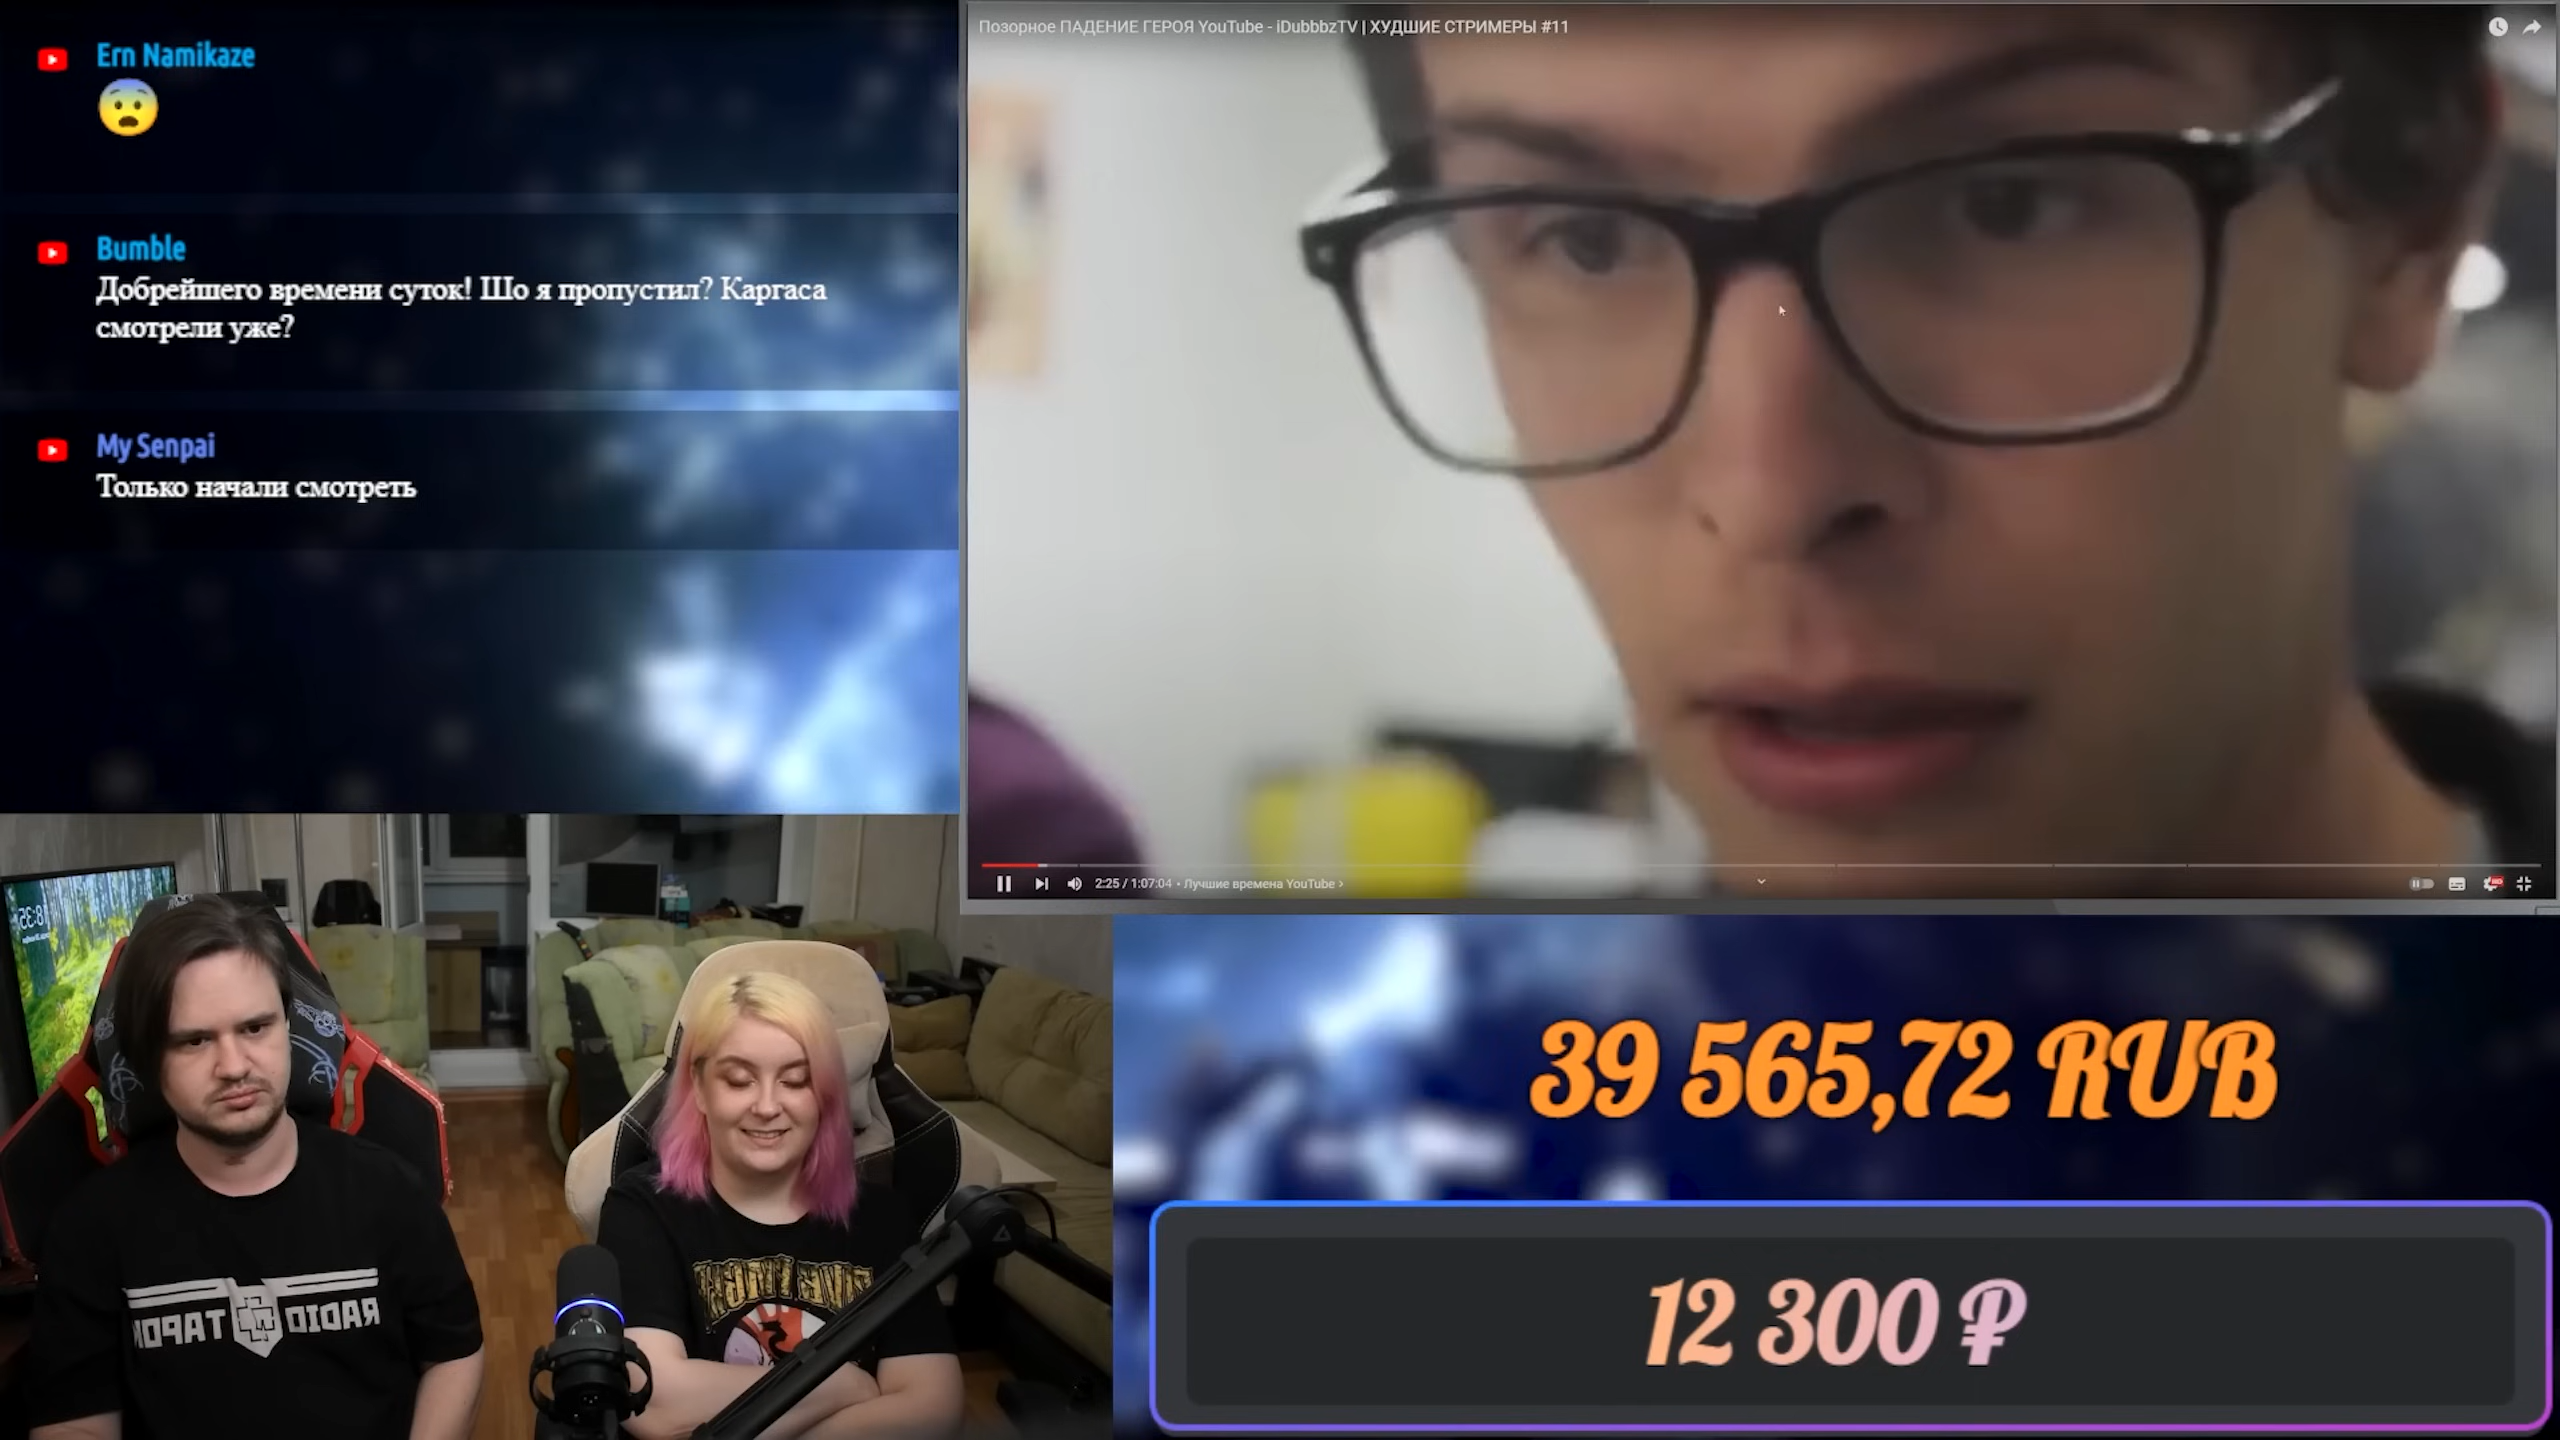 Ern Namikaze
Bumble
Добрейшего времени суток! Шо я пропустил? Каргаса
смотрели уже?
My Senpai
Только начали смотреть
Позорное ПАДЕНИЕ ГЕРОЯ YouTube - iDubbbzTV | ХУДШИЕ СТРИМЕРЫ #11
2:25 / 1:07:04 • Лучшие времена YouTube >
39 565,72 RUB
12 300 ₽
RADIO ТАРОК